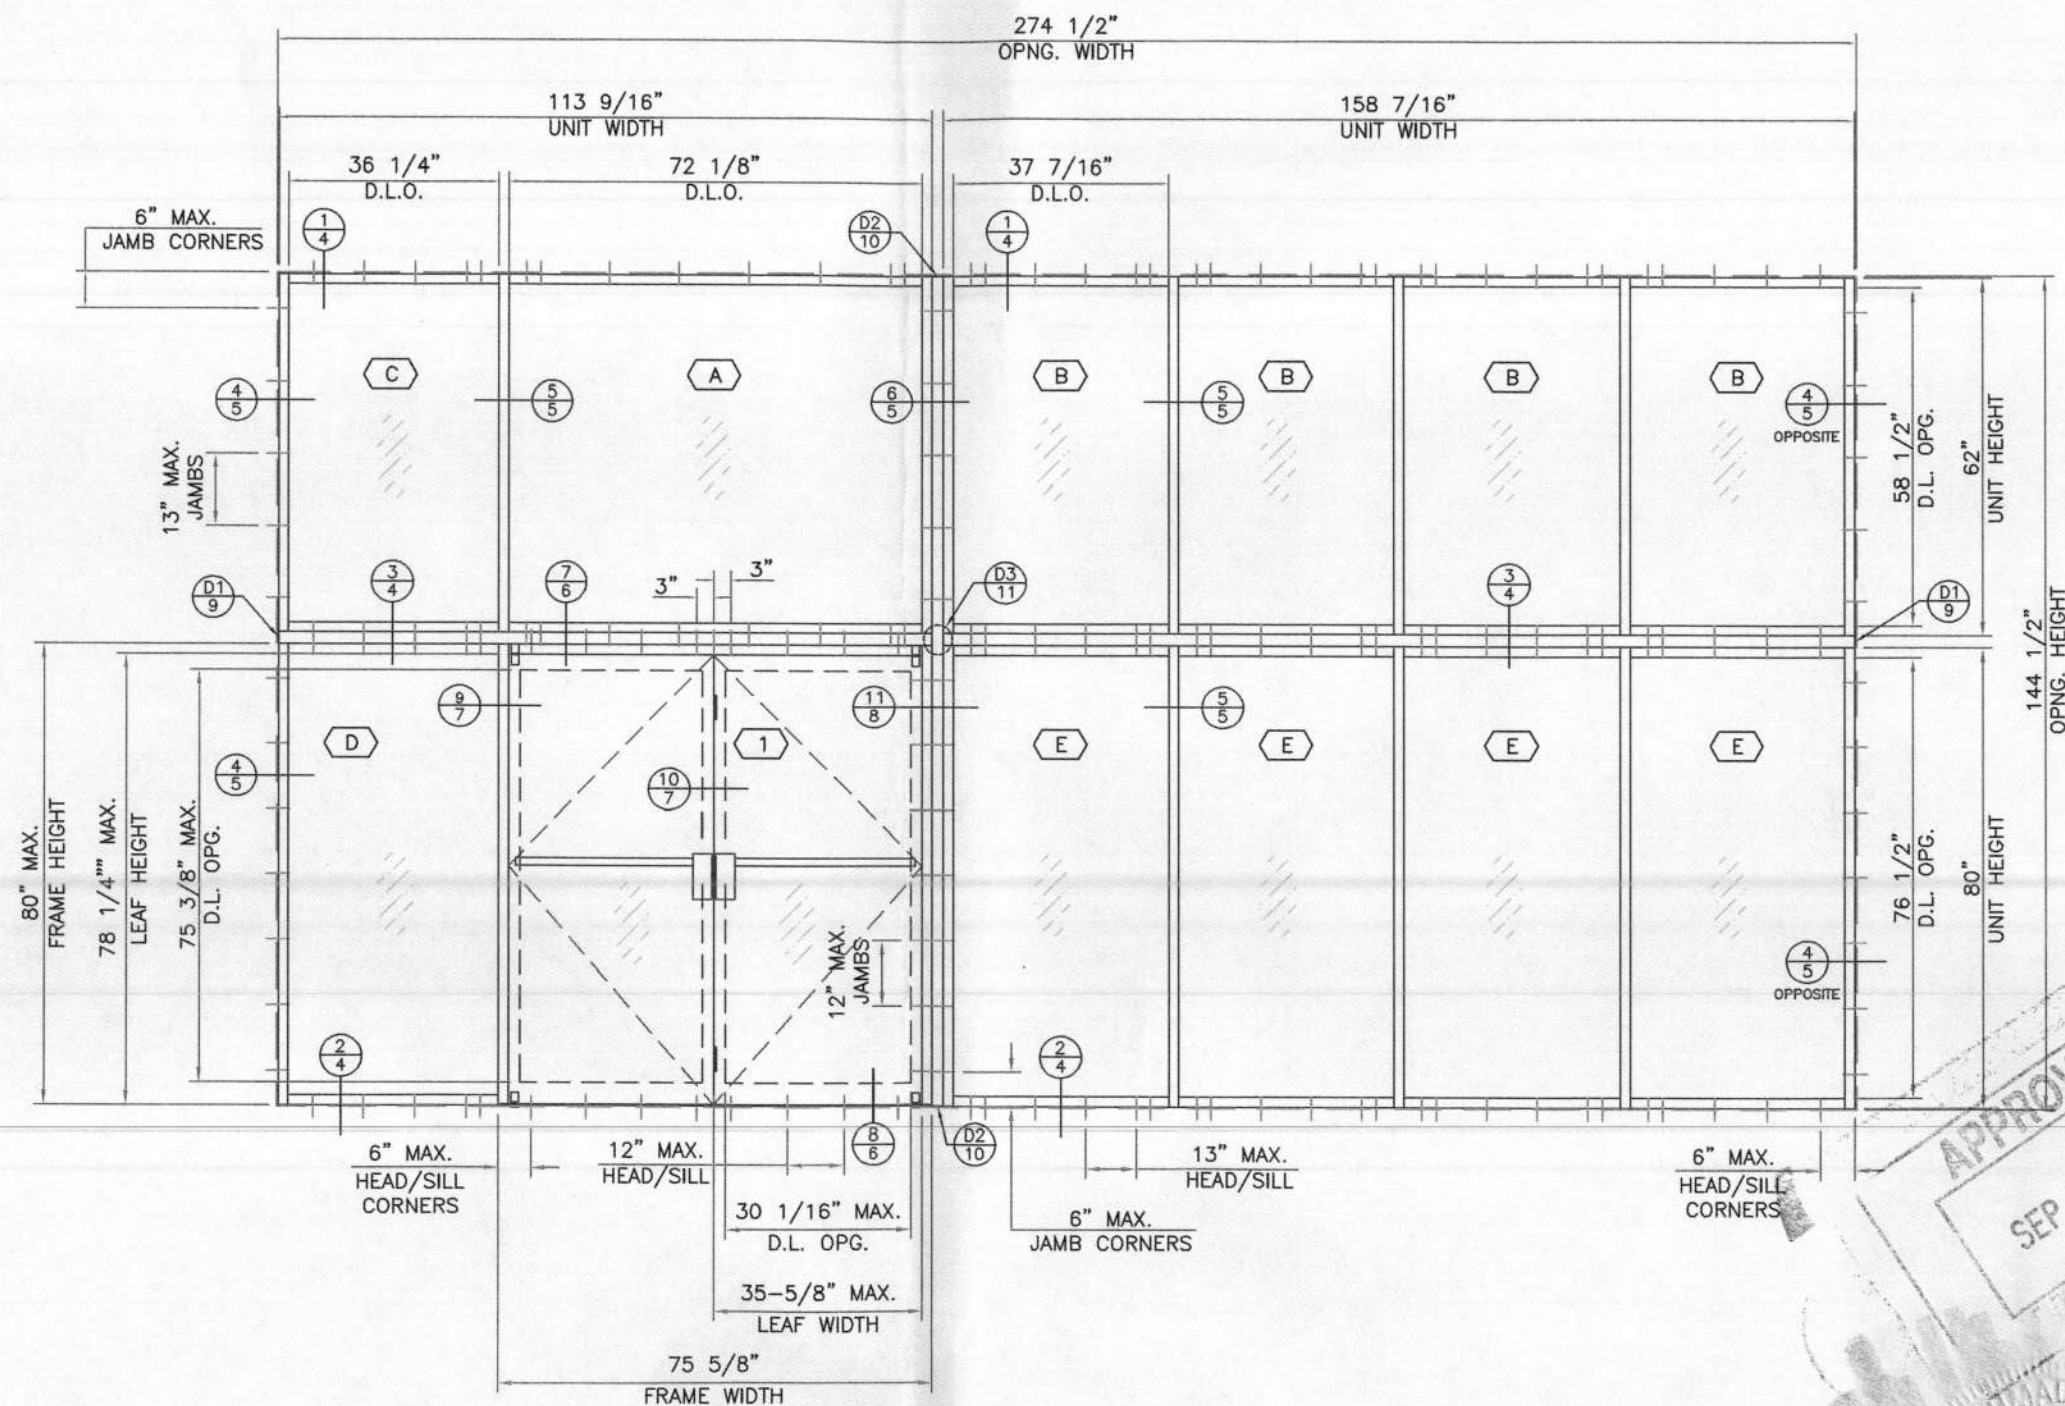 274 1/2"
OPNG. WIDTH
113 9/16"
UNIT WIDTH
158 7/16"
UNIT WIDTH
36 1/4"
D.L.O.
72 1/8"
D.L.O.
37 7/16"
D.L.O.
6" MAX.
JAMB CORNERS
1
4
D2
10
1
4
C
A
B
B
B
B
4
5
5
5
6
5
5
5
4
5
OPPOSITE
13" MAX.
JAMBS
58 1/2"
D.L. OPG.
62"
UNIT HEIGHT
D1
9
3
4
7
6
3"
3"
D3
11
3
4
D1
9
144 1/2"
OPNG. HEIGHT
9
7
11
8
5
5
D
1
E
E
E
E
4
5
10
7
80" MAX.
FRAME HEIGHT
78 1/4"" MAX.
LEAF HEIGHT
75 3/8" MAX.
D.L. OPG.
12" MAX.
JAMBS
76 1/2"
D.L. OPG.
80"
UNIT HEIGHT
4
5
OPPOSITE
2
4
2
4
8
6
D2
10
6" MAX.
HEAD/SILL
CORNERS
12" MAX.
HEAD/SILL
13" MAX.
HEAD/SILL
6" MAX.
HEAD/SILL
CORNERS
30 1/16" MAX.
D.L. OPG.
6" MAX.
JAMB CORNERS
35-5/8" MAX.
LEAF WIDTH
75 5/8"
FRAME WIDTH
SEP